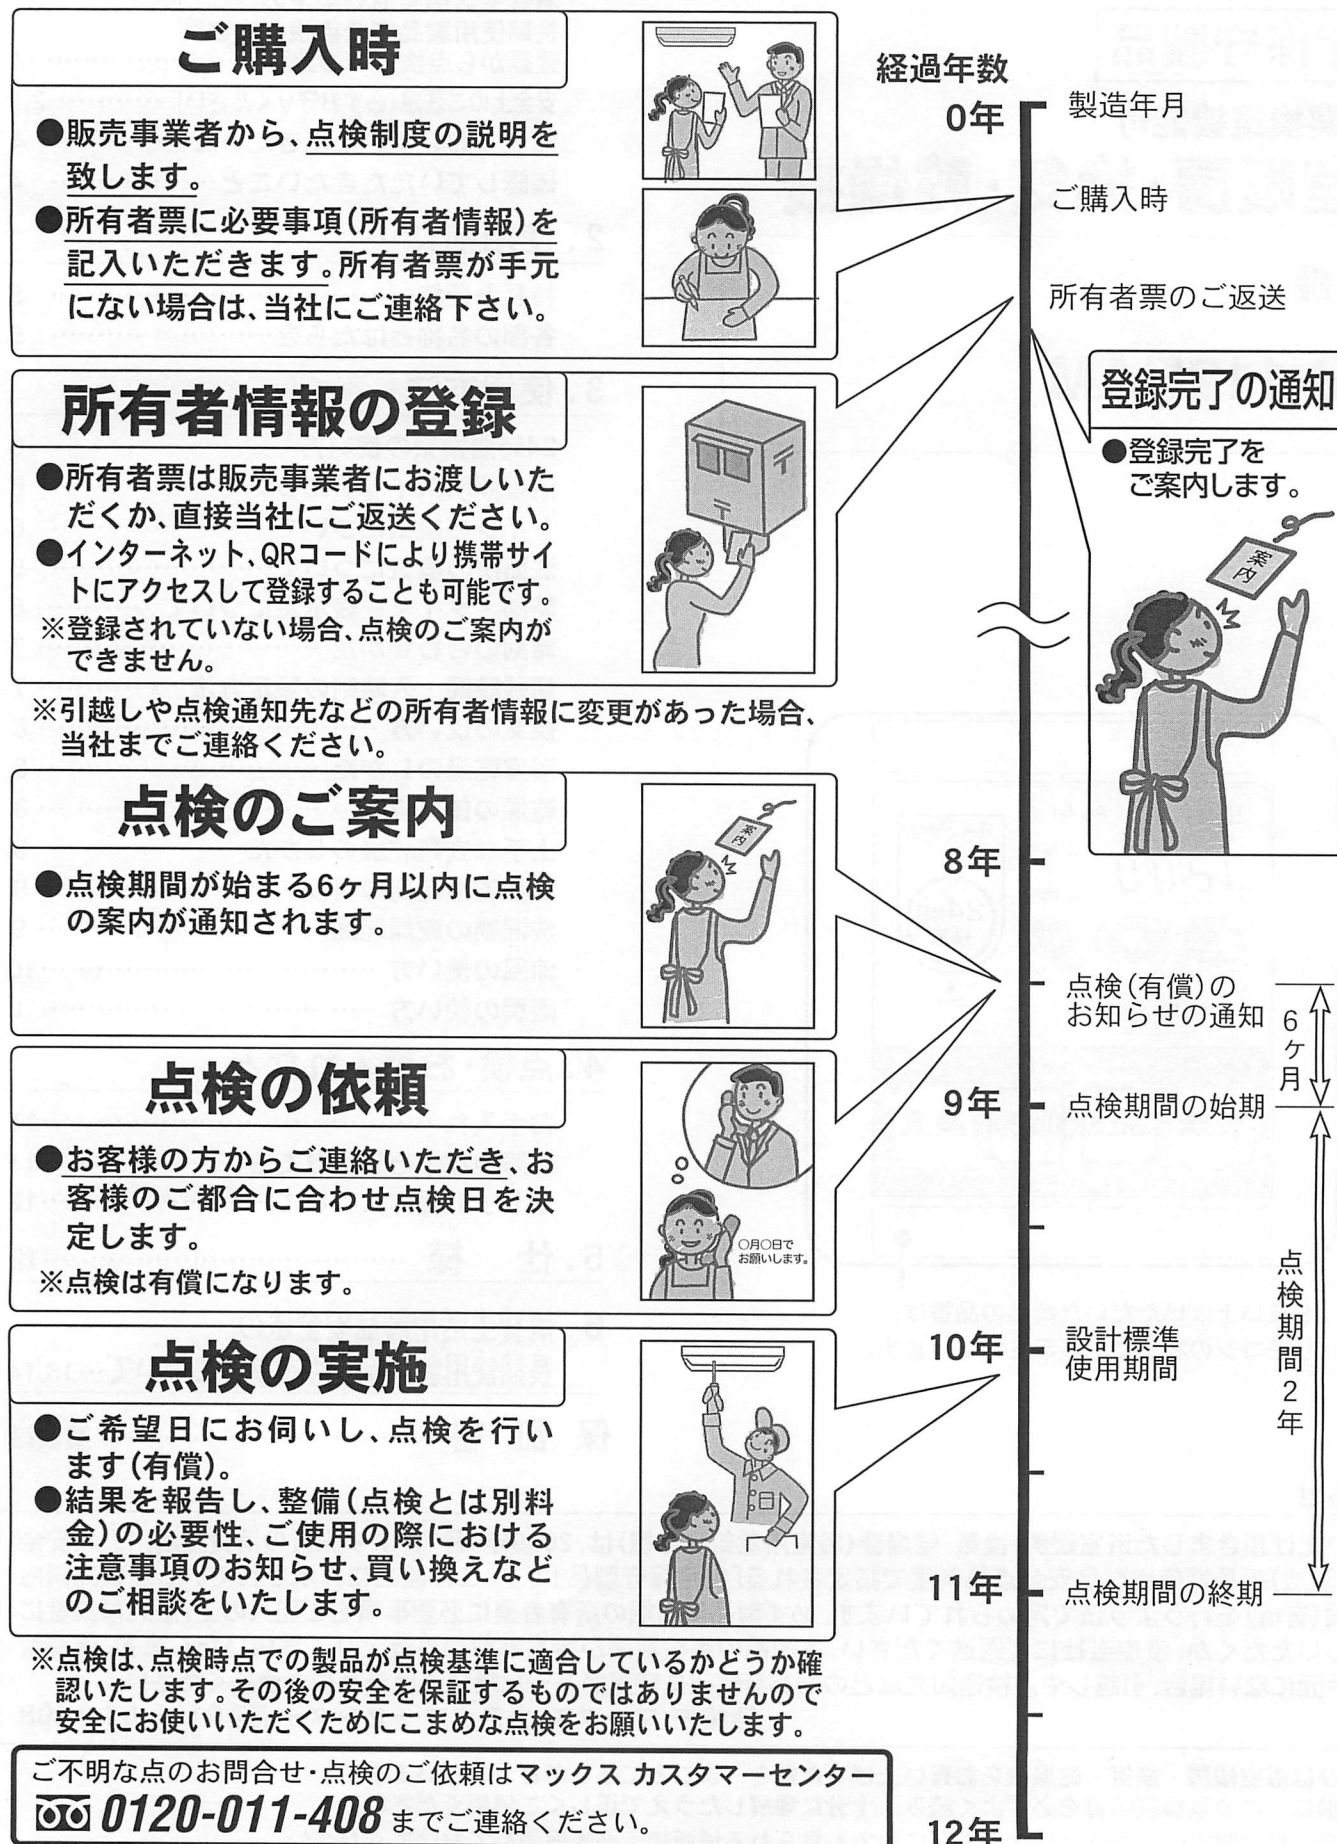 ご購入時
●販売事業者から、点検制度の説明を
致します。
●所有者票に必要事項(所有者情報)を
記入いただきます。所有者票が手元
にない場合は、当社にご連絡下さい。
所有者情報の登録
●所有者票は販売事業者にお渡しいた
だくか、直接当社にご返送ください。
●インターネット、QRコードにより携帯サイ
トにアクセスして登録することも可能です。
※登録されていない場合、点検のご案内が
できません。
※引越しや点検通知先などの所有者情報に変更があった場合、
当社までご連絡ください。
点検のご案内
案内
●点検期間が始まる6ヶ月以内に点検
の案内が通知されます。
点検の依頼
●お客様の方からご連絡いただき、お
客様のご都合に合わせ点検日を決
定します。
※点検は有償になります。
○月○日で
お願いします。
点検の実施
●ご希望日にお伺いし、点検を行い
ます(有償)。
●結果を報告し、整備(点検とは別料
金)の必要性、ご使用の際における
注意事項のお知らせ、買い換えなど
のご相談をいたします。
※点検は、点検時点での製品が点検基準に適合しているかどうか確
認いたします。その後の安全を保証するものではありませんので
安全にお使いいただくためにこまめな点検をお願いいたします。
ご不明な点のお問合せ・点検のご依頼はマックス カスタマーセンター
0120-011-408 までご連絡ください。
経過年数
0年 製造年月
ご購入時
所有者票のご返送
登録完了の通知
●登録完了を
ご案内します。
案内
8年
点検(有償)の
お知らせの通知
6ヶ月
9年 点検期間の始期
点検期間2年
10年 設計標準
使用期間
11年 点検期間の終期
12年